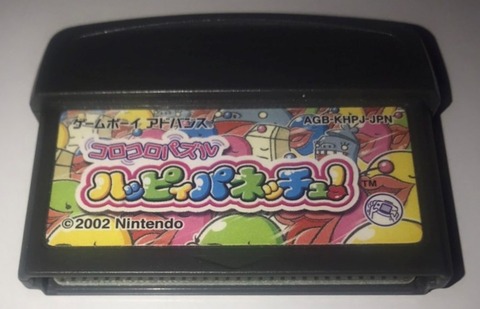 ゲームボーイ アドバンス AGB-KHPJ-JPN
コロコロパズル
ハッピィパネッチュ!™
©2002 Nintendo